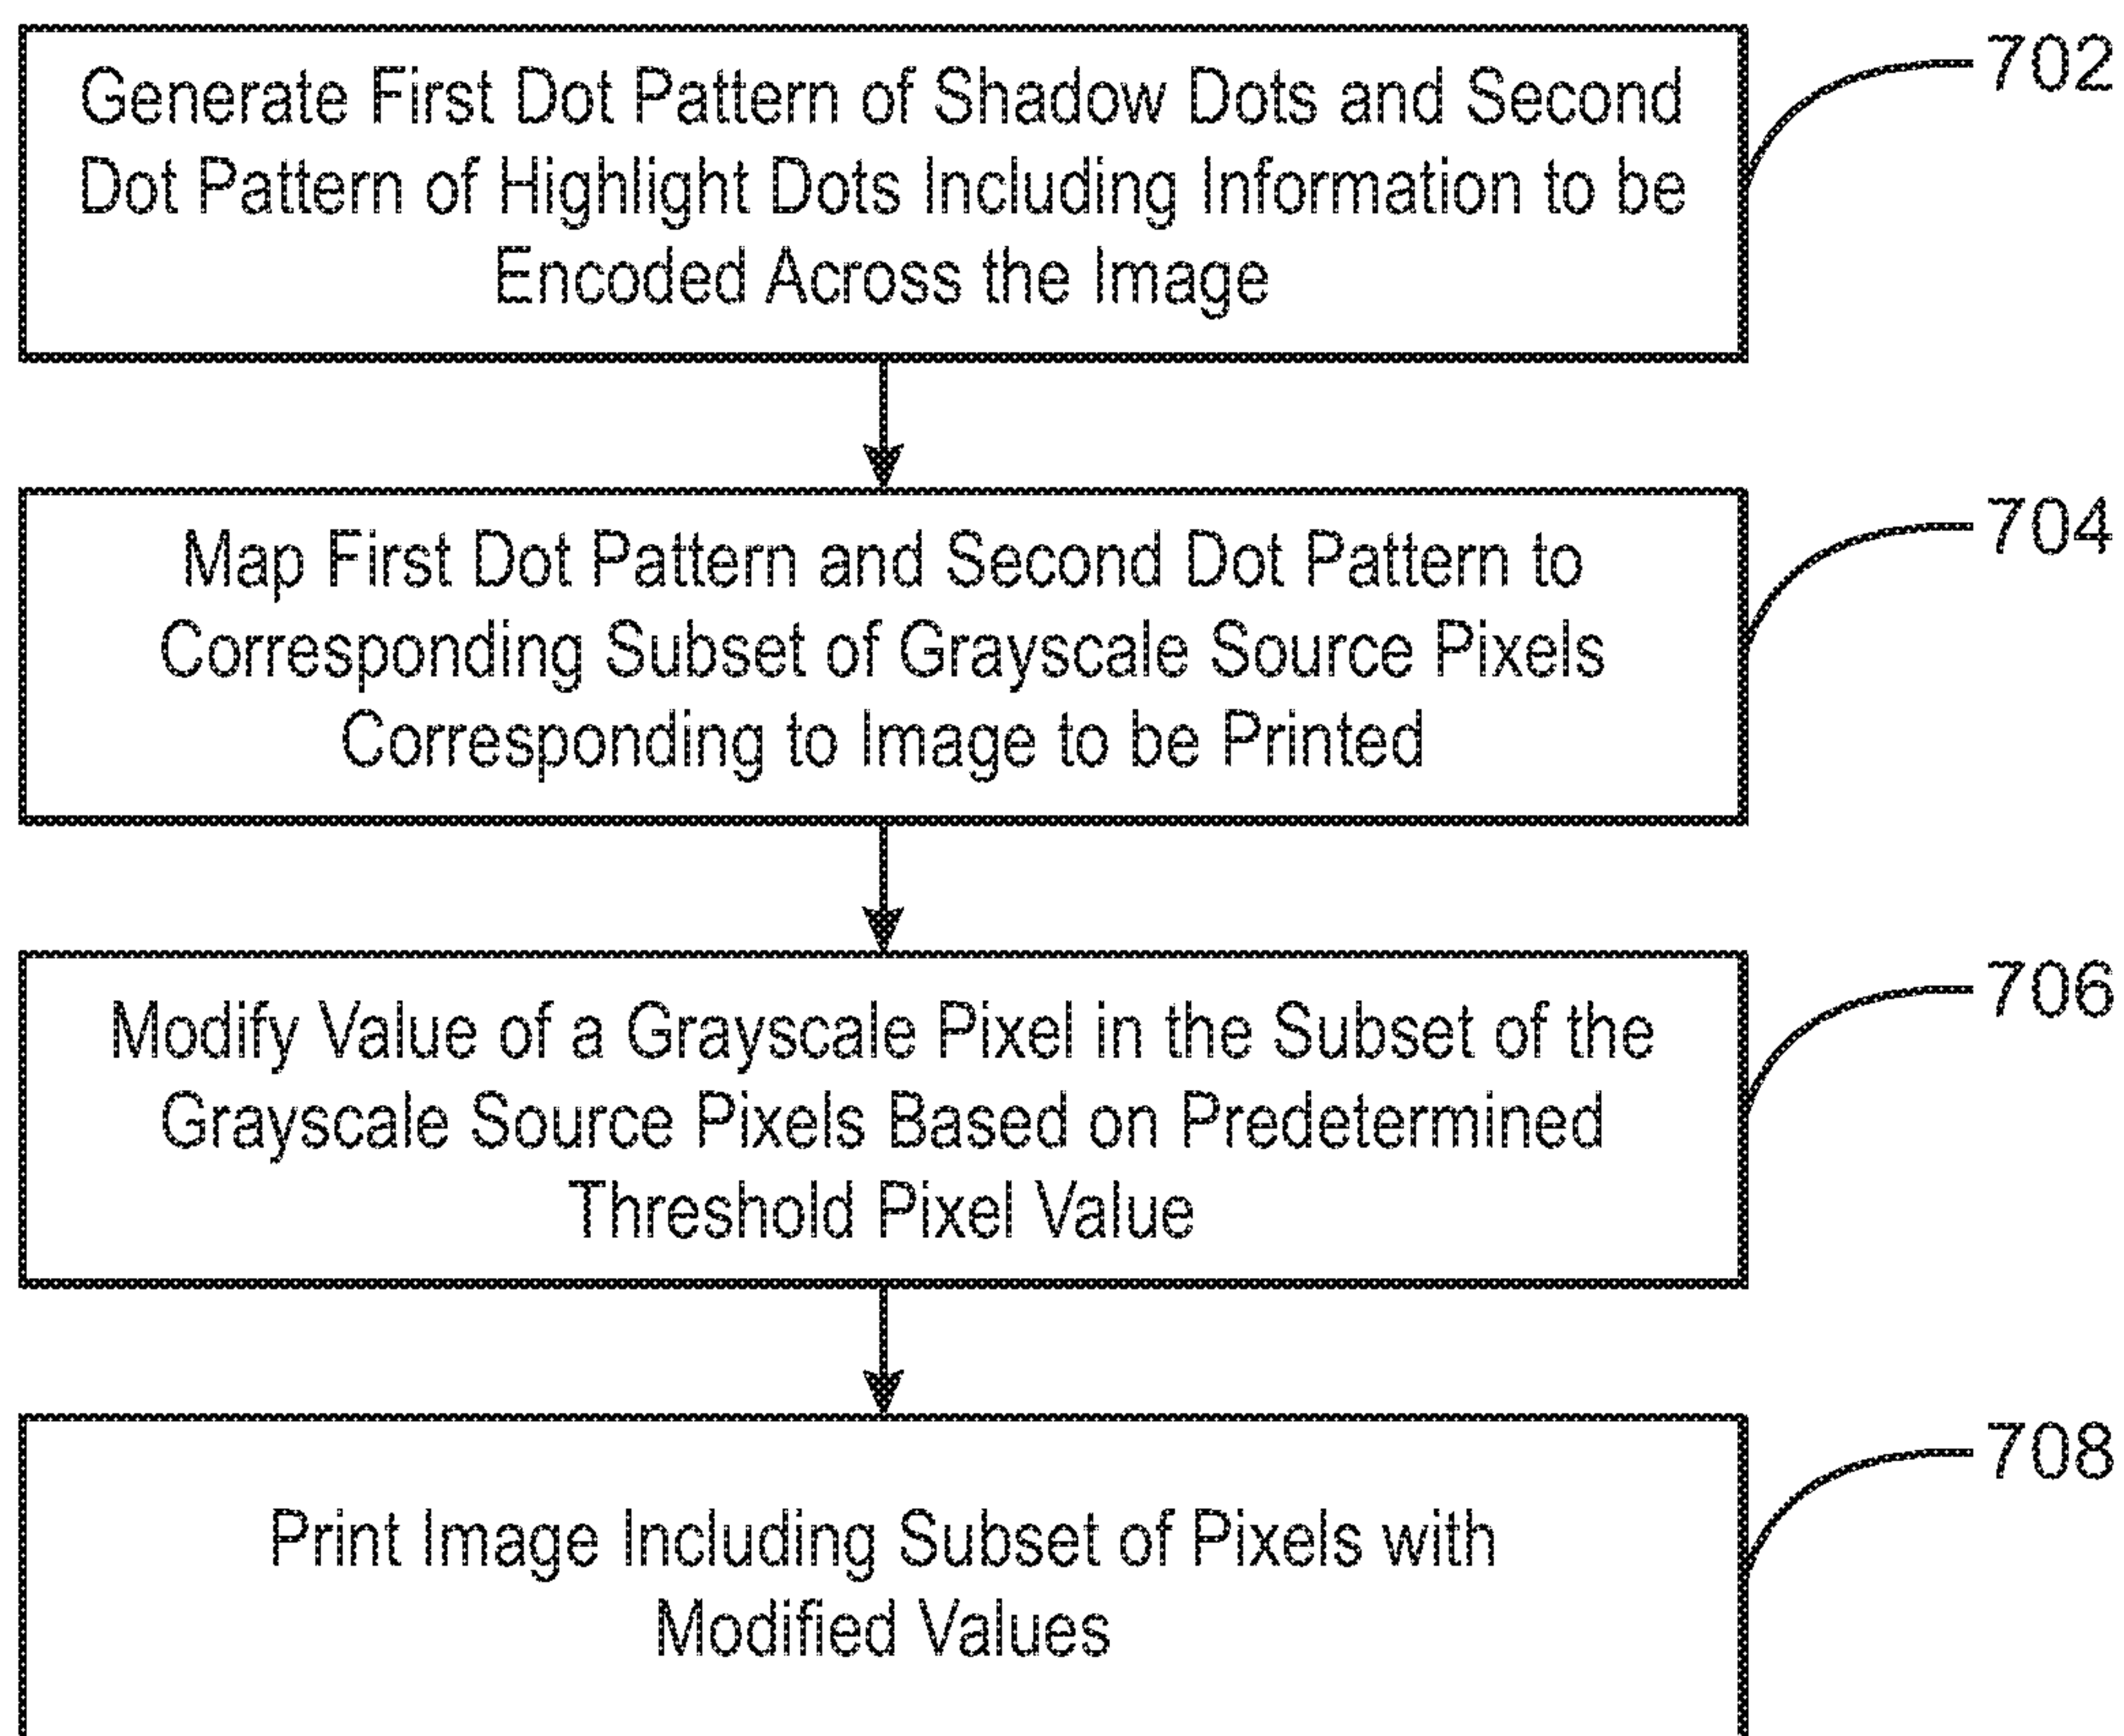 Generate First Dot Pattern of Shadow Dots and Second
Dot Pattern of Highlight Dots Including Information to be
Encoded Across the Image
702
Map First Dot Pattern and Second Dot Pattern to
Corresponding Subset of Grayscale Source Pixels
Corresponding to Image to be Printed
704
Modify Value of a Grayscale Pixel in the Subset of the
Grayscale Source Pixels Based on Predetermined
Threshold Pixel Value
706
Print Image Including Subset of Pixels with
Modified Values
708